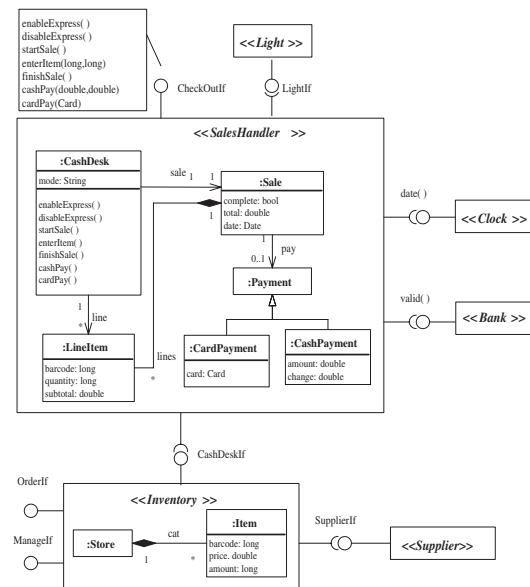 enableExpress( )
disableExpress( )
startSale( )
enterItem(long,long)
finishSale( )
cashPay(double,double)
cardPay(Card)
CheckOutIf
<<Light >>
LightIf
<<SalesHandler >>
:CashDesk
mode: String
enableExpress( )
disableExpress( )
startSale( )
enterItem( )
finishSale( )
cashPay( )
cardPay( )
sale 1 1
:Sale
complete: bool
total: double
date: Date
1
1
pay
0..1
:Payment
date( )
<<Clock >>
valid( )
<<Bank >>
1
line
*
:LineItem
barcode: long
quantity: long
subtotal: double
lines
*
:CardPayment
card: Card
:CashPayment
amount: double
change: double
CashDeskIf
OrderIf
ManageIf
<<Inventory >>
:Store
cat
1
*
:Item
barcode: long
price. double
amount: long
SupplierIf
<<Supplier>>